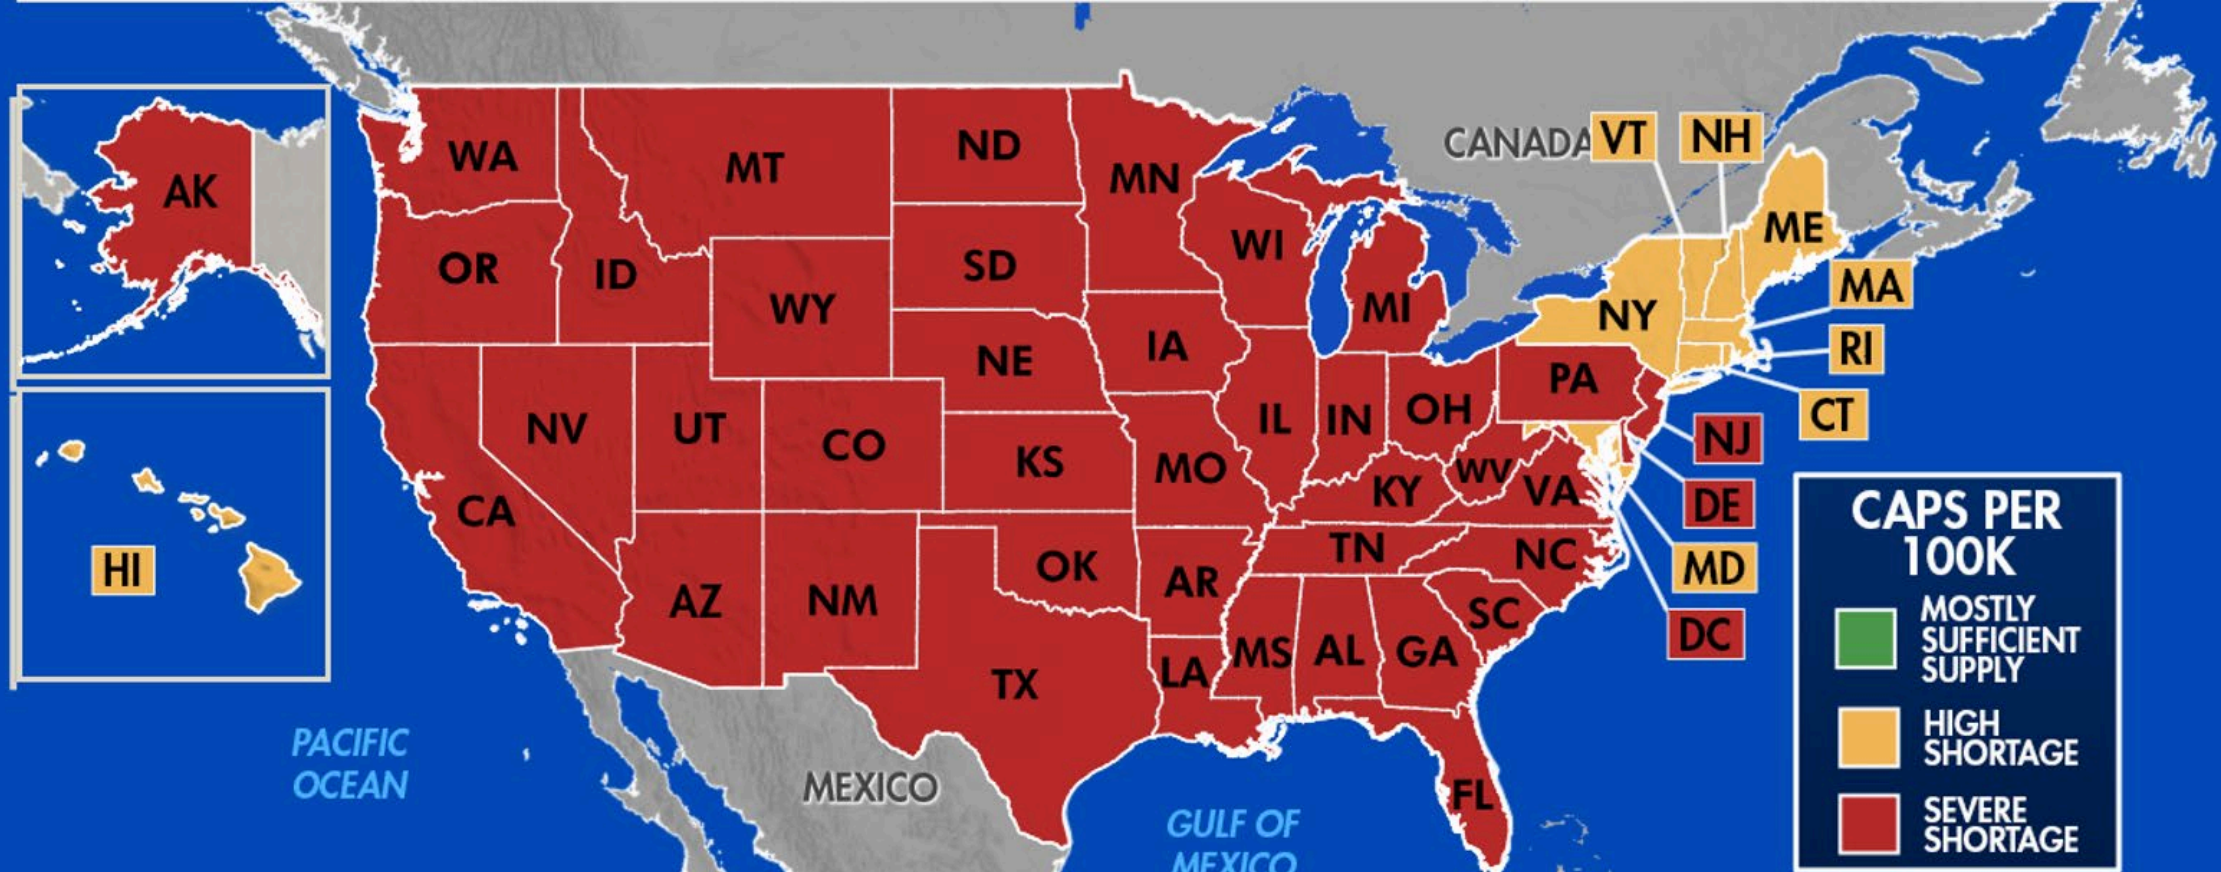 AK
HI
WA
MT
ND
MN
OR
ID
SD
WI
WY
MI
NE
IA
NV
UT
CO
KS
IL
IN
OH
PA
MO
KY
WV
VA
CA
AZ
NM
OK
AR
TN
NC
TX
LA
MS
AL
GA
SC
FL
CANADA
VT
NH
ME
NY
MA
RI
CT
NJ
DE
MD
DC
PACIFIC
OCEAN
MEXICO
GULF OF
MEXICO
CAPS PER
100K
MOSTLY
SUFFICIENT
SUPPLY
HIGH
SHORTAGE
SEVERE
SHORTAGE